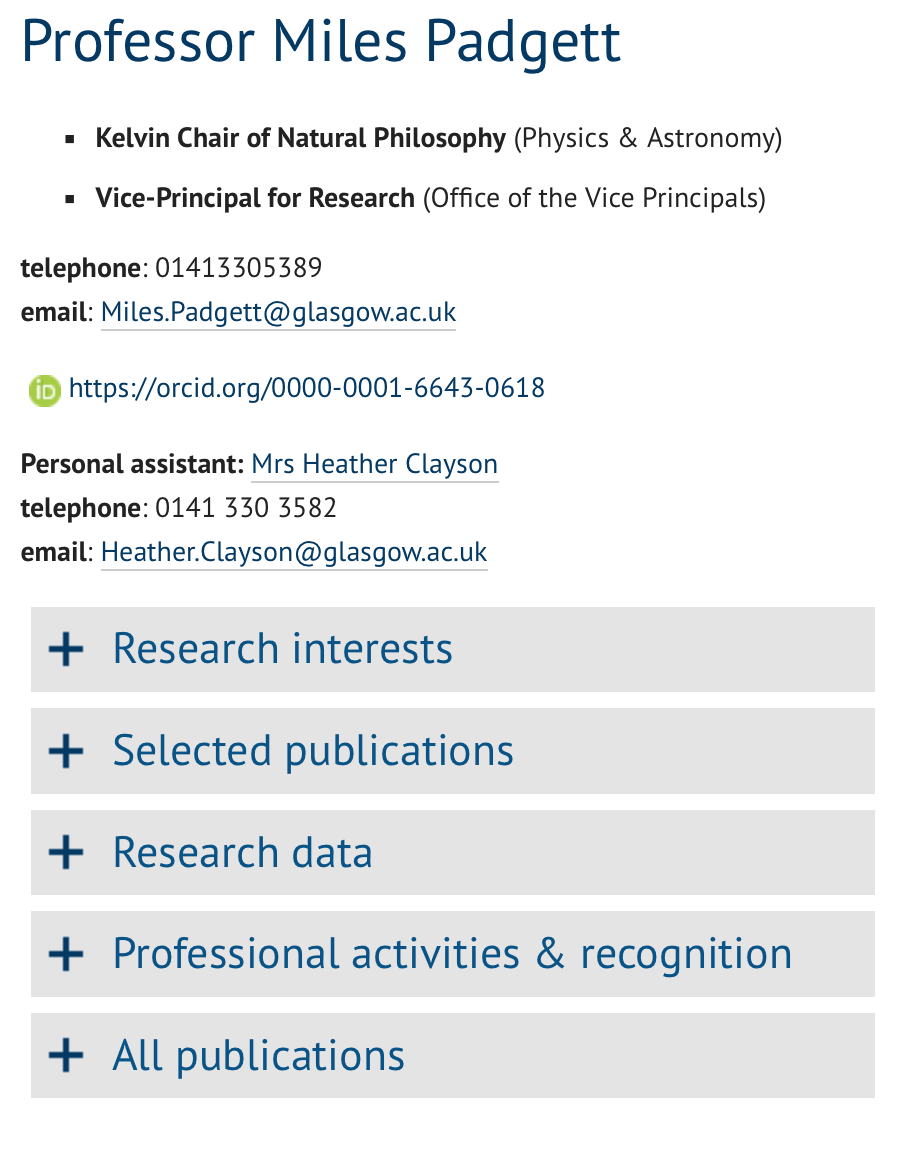 Professor Miles Padgett
▪ Kelvin Chair of Natural Philosophy (Physics & Astronomy)
▪ Vice-Principal for Research (Office of the Vice Principals)
telephone: 01413305389
email: Miles.Padgett@glasgow.ac.uk
iD https://orcid.org/0000-0001-6643-0618
Personal assistant: Mrs Heather Clayson
telephone: 0141 330 3582
email: Heather.Clayson@glasgow.ac.uk
+ Research interests
+ Selected publications
+ Research data
+ Professional activities & recognition
+ All publications